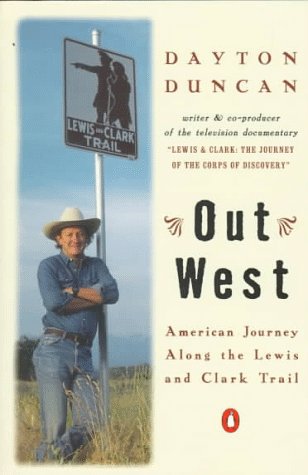 DAYTON
DUNCAN
writer & co-producer
of the television documentary
"LEWIS & CLARK: THE JOURNEY
OF THE CORPS OF DISCOVERY"
Out
West
American Journey
Along the Lewis
and Clark Trail
LEWIS AND CLARK
TRAIL